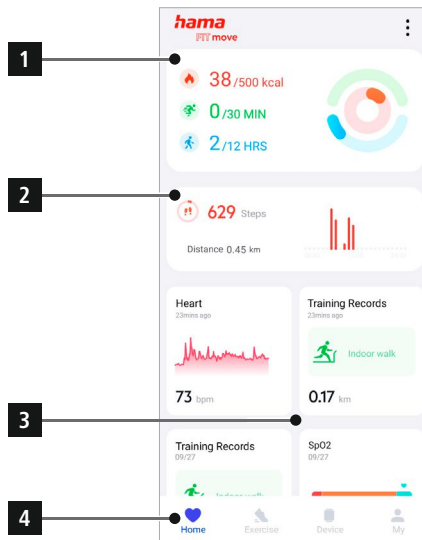 hama
FIT move
1
38/500 kcal
0/30 MIN
2/12 HRS
2
629 Steps
Distance 0.45 km
Heart
23mins ago
73 bpm
Training Records
23mins ago
Indoor walk
0.17 km
3
Training Records
09/27
Indoor walk
SpO2
09/27
4
Home
Exercise
Device
My